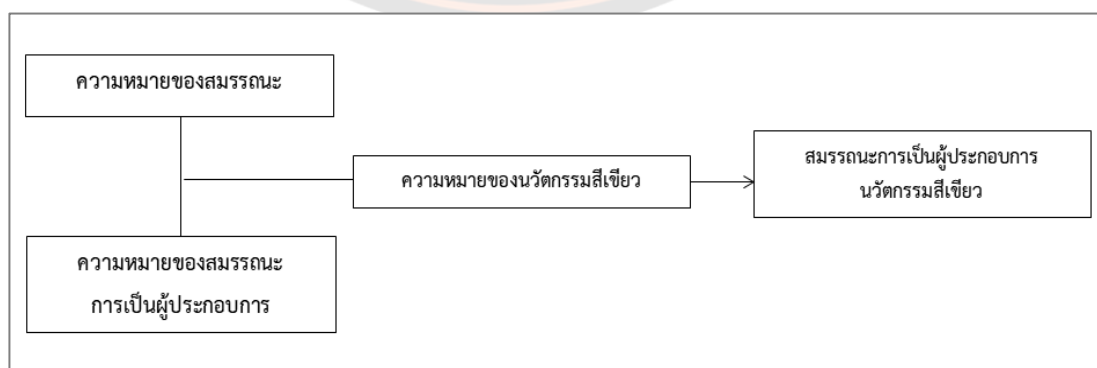 ความหมายของสมรรถนะ
ความหมายของสมรรถนะ
การเป็นผู้ประกอบการ
ความหมายของนวัตกรรมสีเขียว
สมรรถนะการเป็นผู้ประกอบการ
นวัตกรรมสีเขียว